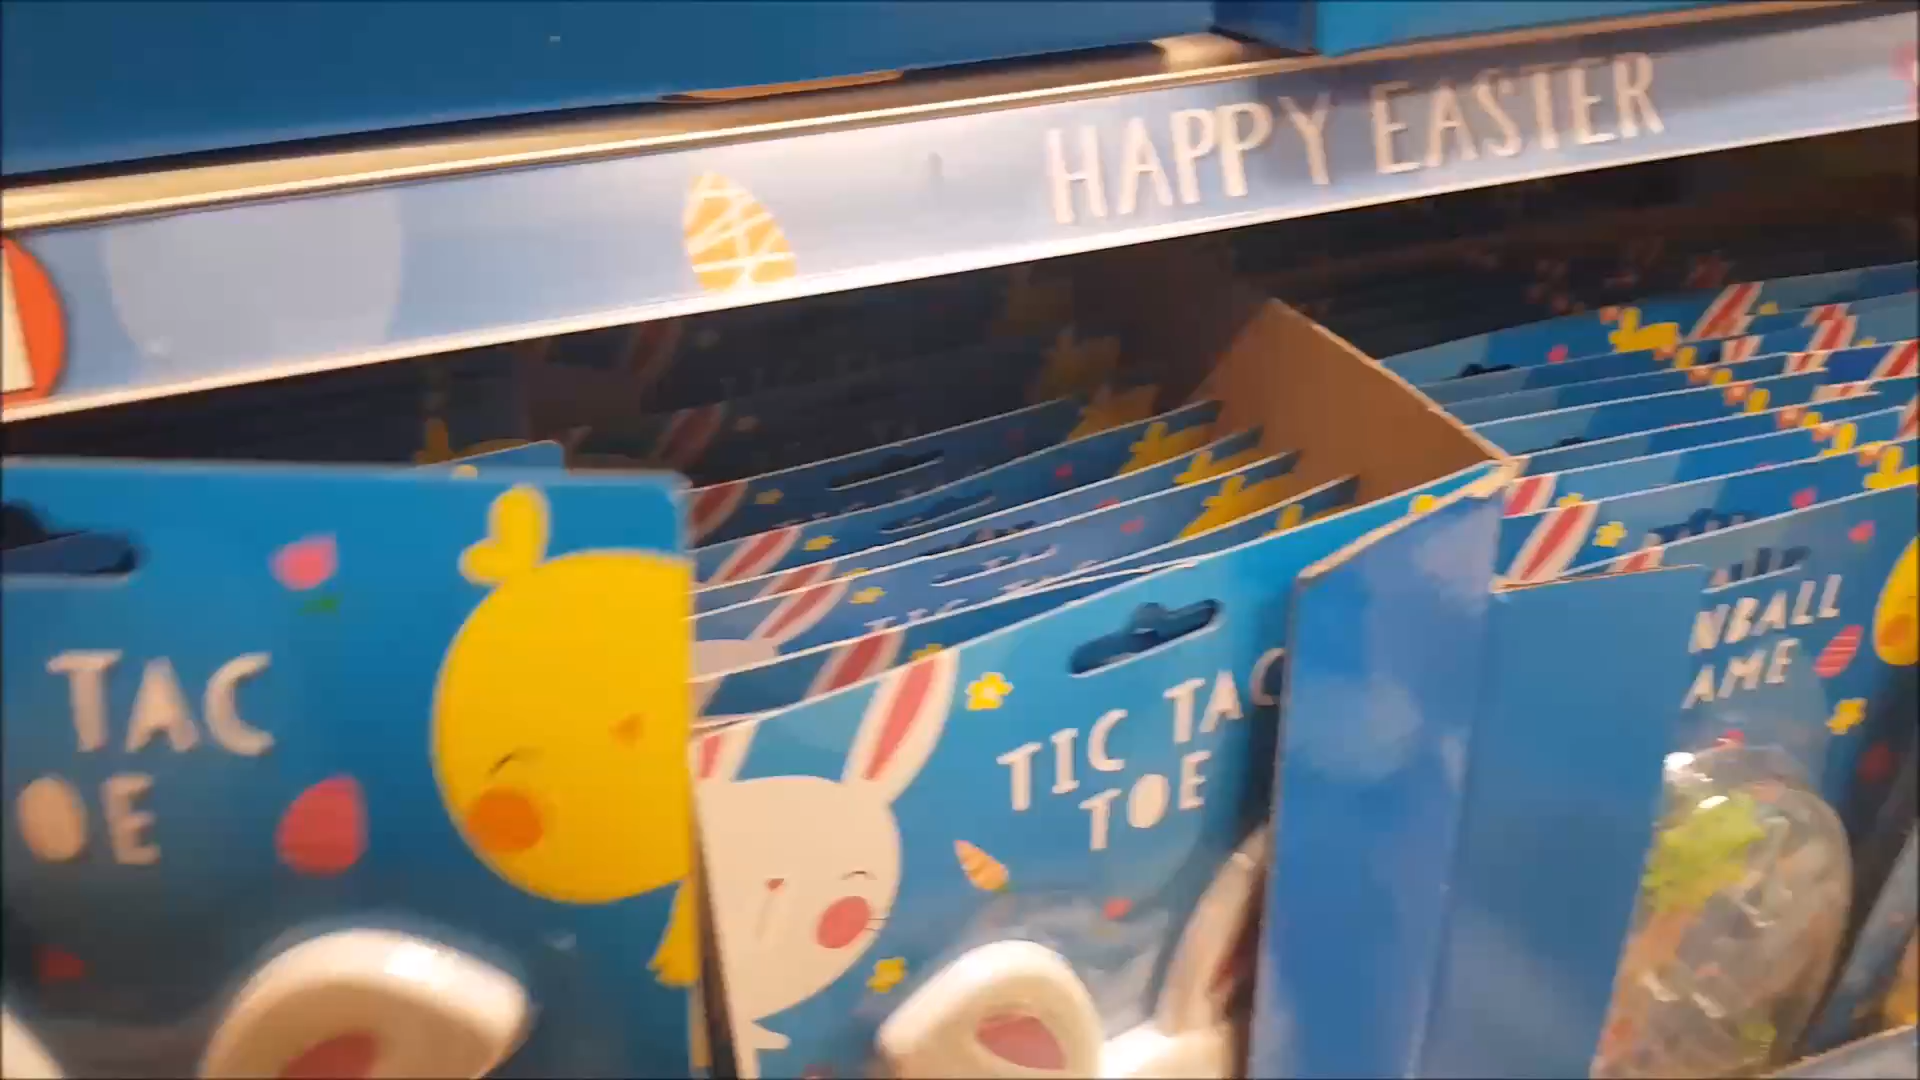 HAPPY EASTER
TAC
OE
TIC TAC
TOE
NBALL
AME